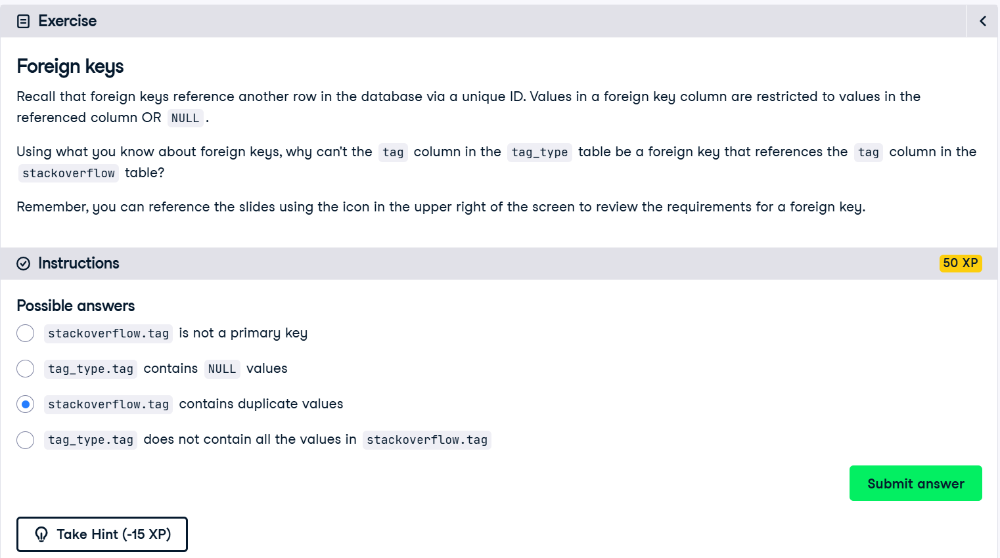 Exercise
Foreign keys
Recall that foreign keys reference another row in the database via a unique ID. Values in a foreign key column are restricted to values in the
referenced column OR NULL .
Using what you know about foreign keys, why can't the tag column in the tag_type table be a foreign key that references the tag column in the
stackoverflow table?
Remember, you can reference the slides using the icon in the upper right of the screen to review the requirements for a foreign key.
Instructions
50 XP
Possible answers
stackoverflow.tag is not a primary key
tag_type.tag contains NULL values
stackoverflow.tag contains duplicate values
tag_type.tag does not contain all the values in stackoverflow.tag
Submit answer
Take Hint (-15 XP)